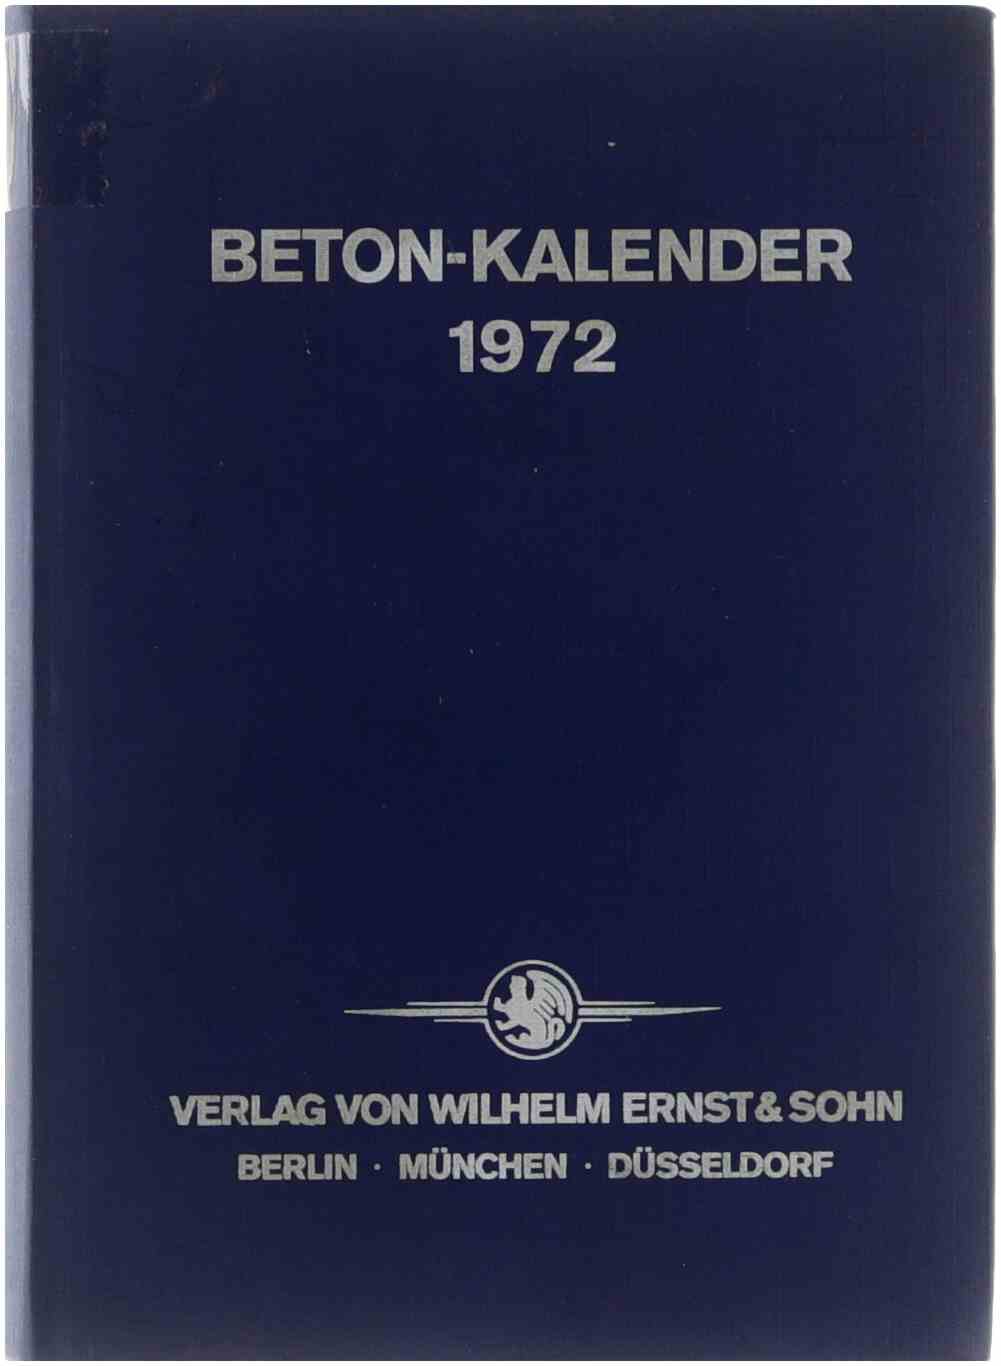 BETON-KALENDER
1972
VERLAG VON WILHELM ERNST & SOHN
BERLIN · MÜNCHEN · DÜSSELDORF